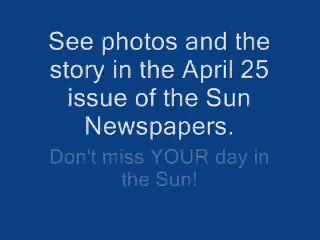 See photos and the
story in the April 25
issue of the Sun
Newspapers.
Don't miss YOUR day in
the Sun!